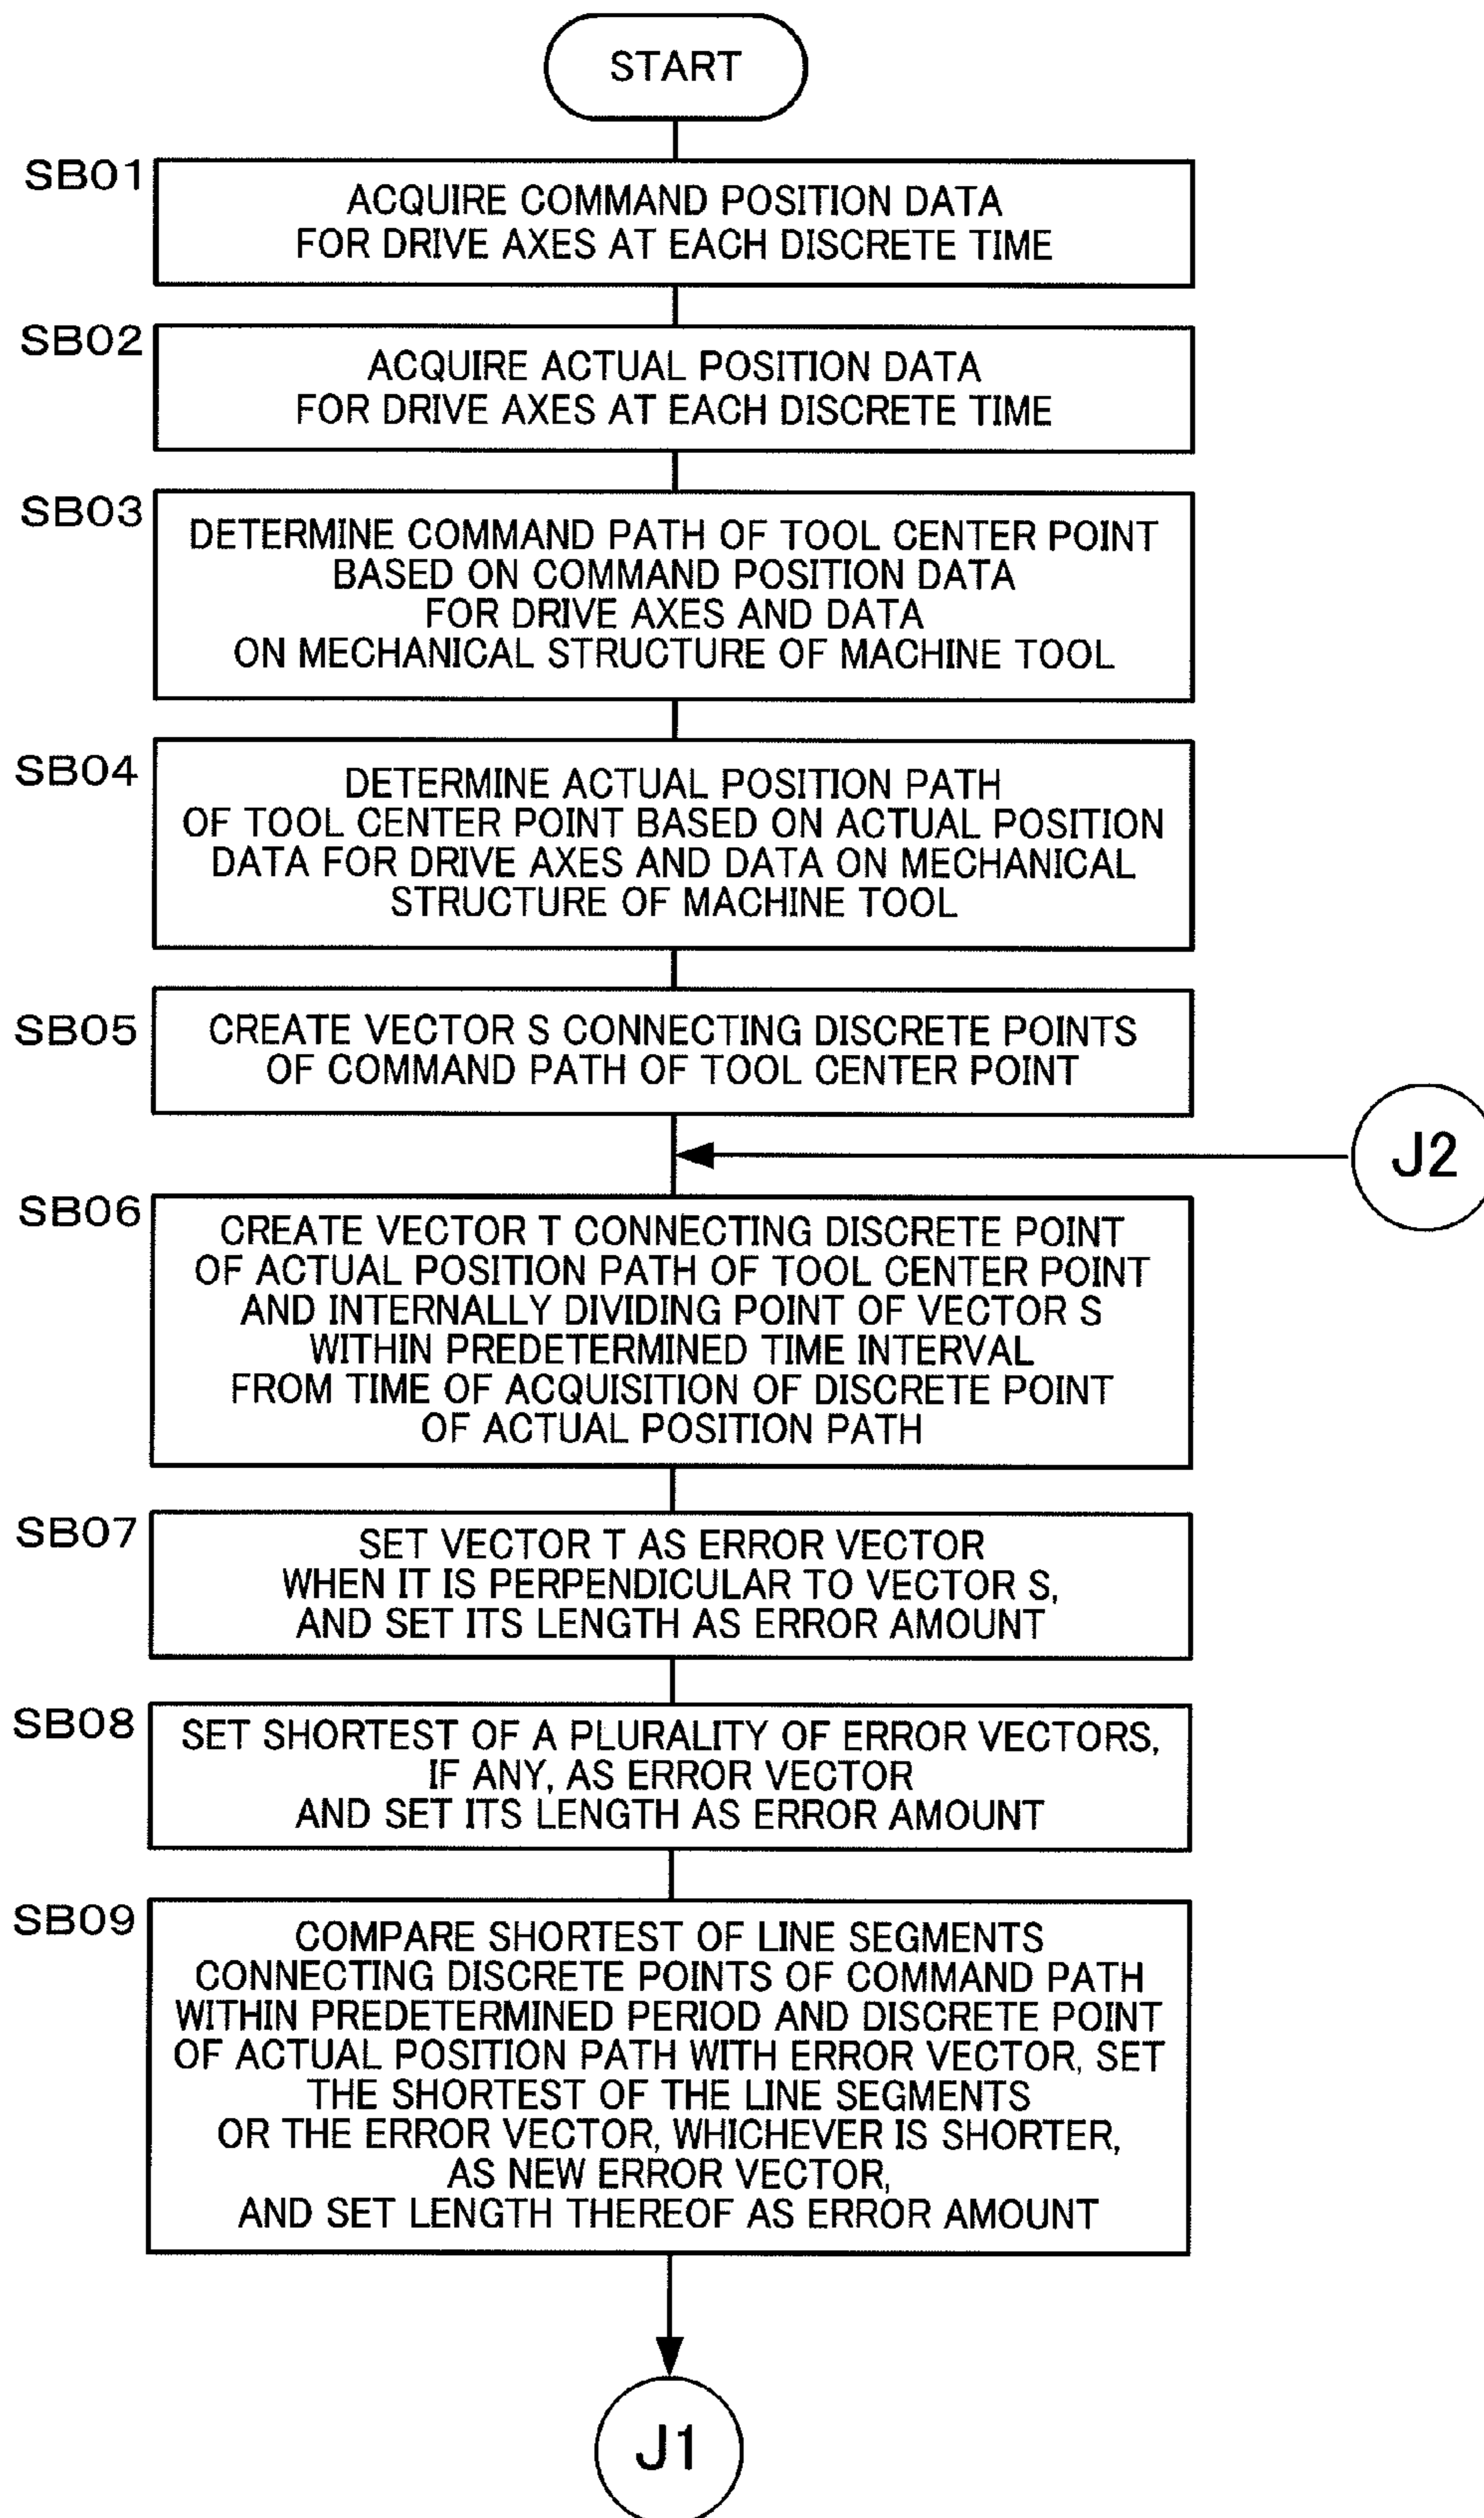 START
SB01
ACQUIRE COMMAND POSITION DATA
FOR DRIVE AXES AT EACH DISCRETE TIME
SB02
ACQUIRE ACTUAL POSITION DATA
FOR DRIVE AXES AT EACH DISCRETE TIME
SB03
DETERMINE COMMAND PATH OF TOOL CENTER POINT
BASED ON COMMAND POSITION DATA
FOR DRIVE AXES AND DATA
ON MECHANICAL STRUCTURE OF MACHINE TOOL
SB04
DETERMINE ACTUAL POSITION PATH
OF TOOL CENTER POINT BASED ON ACTUAL POSITION
DATA FOR DRIVE AXES AND DATA ON MECHANICAL
STRUCTURE OF MACHINE TOOL
SB05
CREATE VECTOR S CONNECTING DISCRETE POINTS
OF COMMAND PATH OF TOOL CENTER POINT
J2
SB06
CREATE VECTOR T CONNECTING DISCRETE POINT
OF ACTUAL POSITION PATH OF TOOL CENTER POINT
AND INTERNALLY DIVIDING POINT OF VECTOR S
WITHIN PREDETERMINED TIME INTERVAL
FROM TIME OF ACQUISITION OF DISCRETE POINT
OF ACTUAL POSITION PATH
SB07
SET VECTOR T AS ERROR VECTOR
WHEN IT IS PERPENDICULAR TO VECTOR S,
AND SET ITS LENGTH AS ERROR AMOUNT
SB08
SET SHORTEST OF A PLURALITY OF ERROR VECTORS,
IF ANY, AS ERROR VECTOR
AND SET ITS LENGTH AS ERROR AMOUNT
SB09
COMPARE SHORTEST OF LINE SEGMENTS
CONNECTING DISCRETE POINTS OF COMMAND PATH
WITHIN PREDETERMINED PERIOD AND DISCRETE POINT
OF ACTUAL POSITION PATH WITH ERROR VECTOR, SET
THE SHORTEST OF THE LINE SEGMENTS
OR THE ERROR VECTOR, WHICHEVER IS SHORTER,
AS NEW ERROR VECTOR,
AND SET LENGTH THEREOF AS ERROR AMOUNT
J1